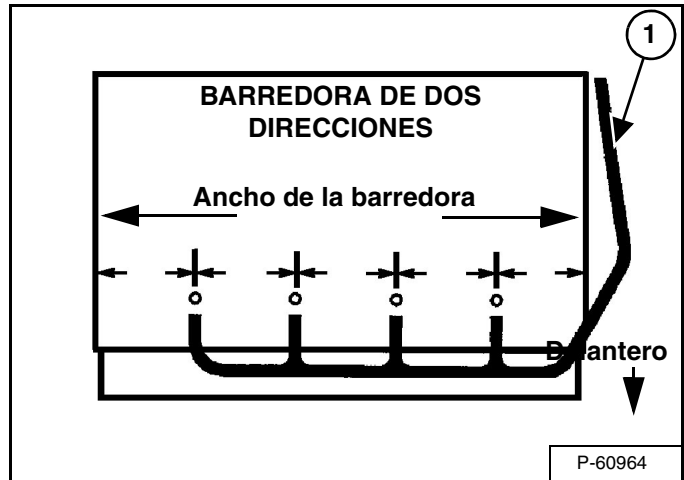 1
BARREDORA DE DOS
DIRECCIONES
Ancho de la barredora
Delantero
P-60964